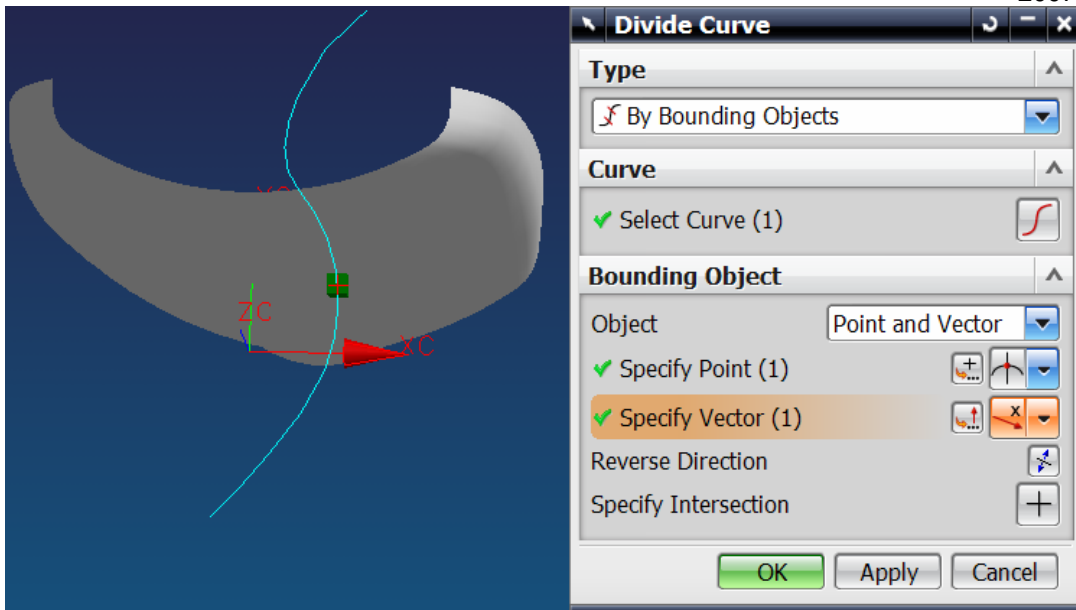 Divide Curve
Type
By Bounding Objects
Curve
Select Curve (1)
Bounding Object
Object Point and Vector
Specify Point (1)
Specify Vector (1)
Reverse Direction
Specify Intersection
OK Apply Cancel
ZC
XC
X